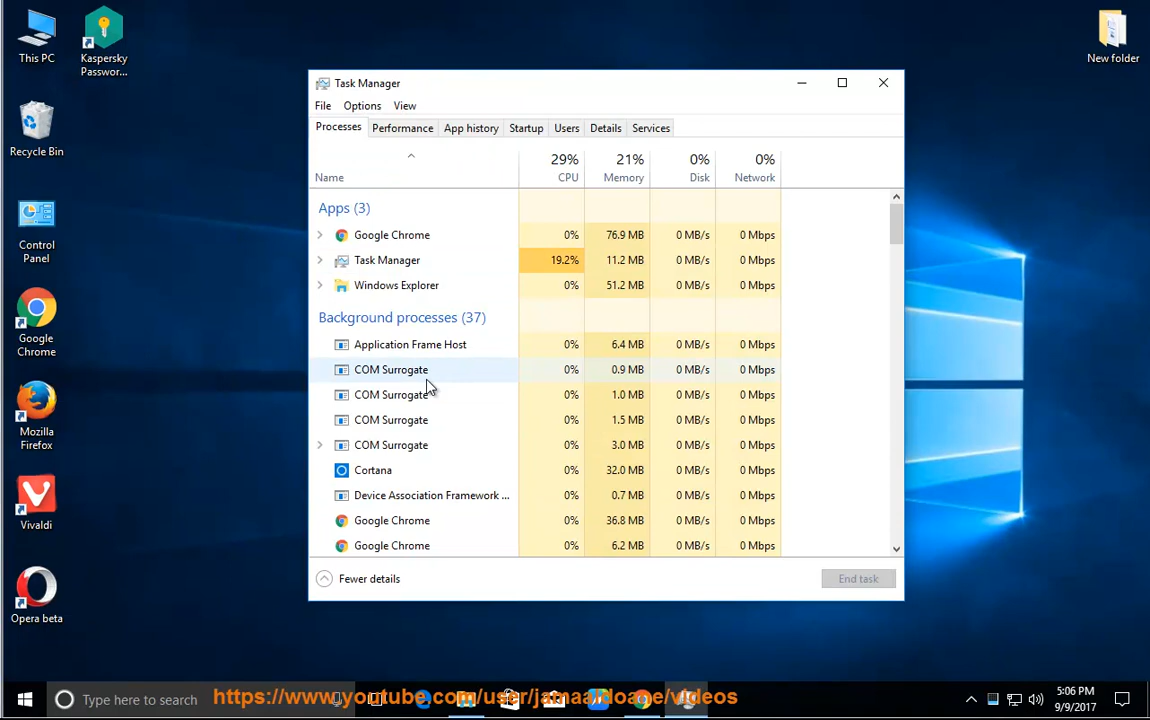 This PC
Kaspersky
Passwor...
New folder
Recycle Bin
Control
Panel
Google
Chrome
Mozilla
Firefox
Vivaldi
Opera beta
Task Manager
File Options View
Processes Performance App history Startup Users Details Services
29% 21% 0% 0%
Name CPU Memory Disk Network
Apps (3)
Google Chrome 0% 76.9 MB 0 MB/s 0 Mbps
Task Manager 19.2% 11.2 MB 0 MB/s 0 Mbps
Windows Explorer 0% 51.2 MB 0 MB/s 0 Mbps
Background processes (37)
Application Frame Host 0% 6.4 MB 0 MB/s 0 Mbps
COM Surrogate 0% 0.9 MB 0 MB/s 0 Mbps
COM Surrogate 0% 1.0 MB 0 MB/s 0 Mbps
COM Surrogate 0% 1.5 MB 0 MB/s 0 Mbps
COM Surrogate 0% 3.0 MB 0 MB/s 0 Mbps
Cortana 0% 32.0 MB 0 MB/s 0 Mbps
Device Association Framework ... 0% 0.7 MB 0 MB/s 0 Mbps
Google Chrome 0% 36.8 MB 0 MB/s 0 Mbps
Google Chrome 0% 6.2 MB 0 MB/s 0 Mbps
Fewer details End task
Type here to search
https://www.youtube.com/user/jamaaldoane/videos
5:06 PM
9/9/2017